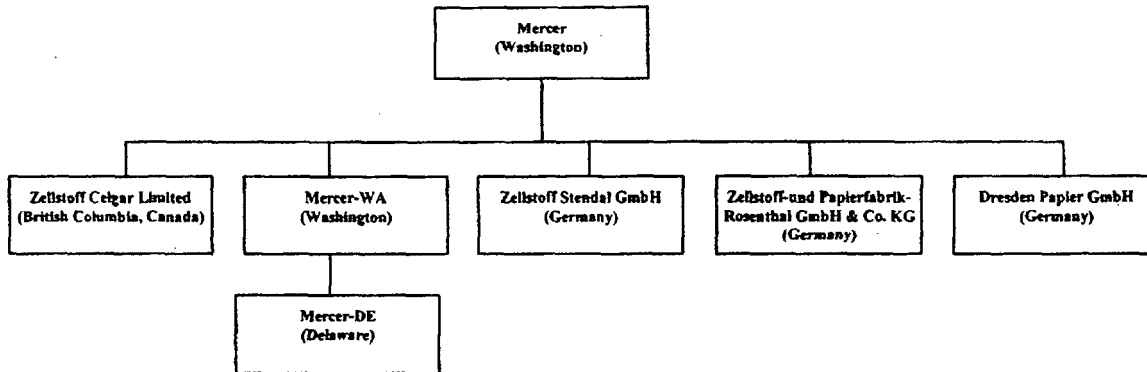 Mercer
(Washington)
Zellstoff Celgar Limited
(British Columbia, Canada)
Mercer-WA
(Washington)
Zellstoff Stendal GmbH
(Germany)
Zellstoff-und Papierfabrik-
Rosenthal GmbH & Co. KG
(Germany)
Dresden Papier GmbH
(Germany)
Mercer-DE
(Delaware)